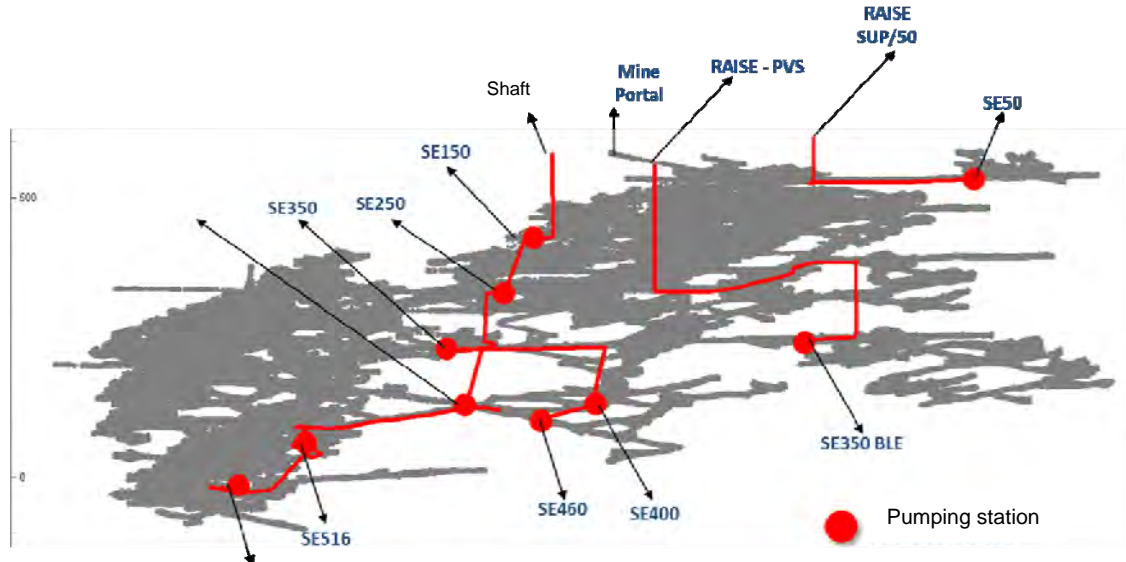 RAISE
SUP/50
Mine
Portal
RAISE - PVS
Shaft
SE50
SE150
SE350
SE250
500
SE350 BLE
0
SE460
SE400
SE516
Pumping station